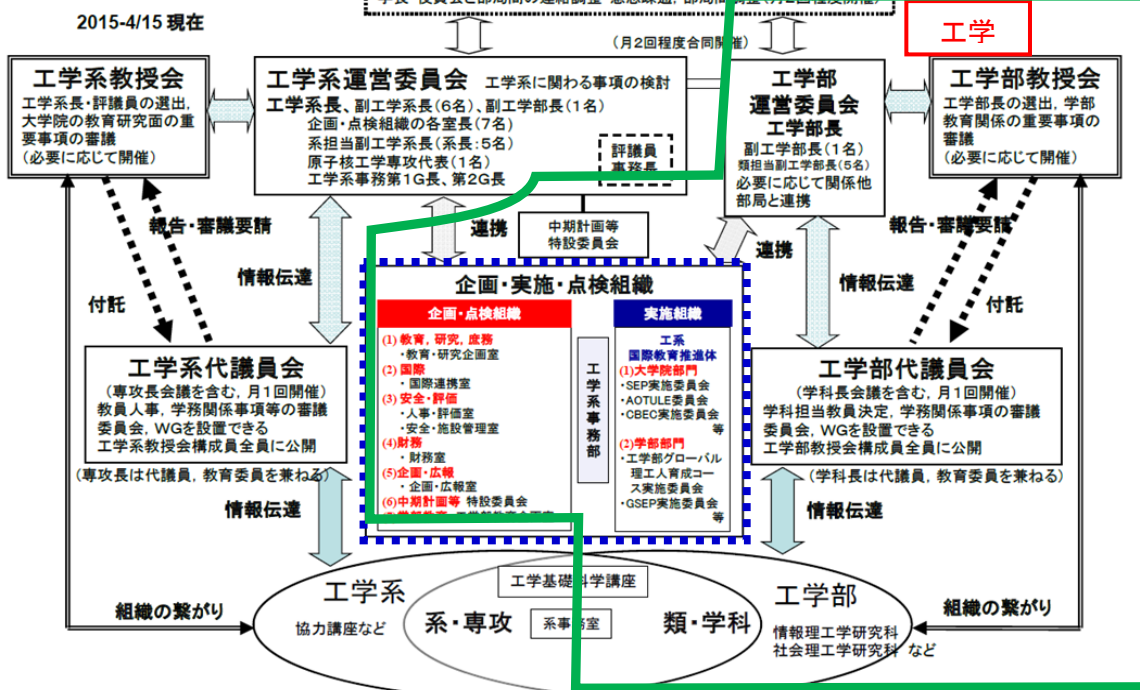 2015-4/15 現在
学長・役員会と部局間の連絡調整・意思疎通, 部局間調整(月2回程度開催)
工学
(月2回程度合同開催)
工学系教授会
工学系長・評議員の選出,
大学院の教育研究面の重
要事項の審議
(必要に応じて開催)
工学系運営委員会 工学系に関わる事項の検討
工学系長、副工学系長(6名)、副工学部長(1名)
企画・点検組織の各室長(7名)
系担当副工学系長(系長:5名)
原子核工学専攻代表(1名)
工学系事務第1G長、第2G長
評議員
事務長
工学部
運営委員会
工学部長
副工学部長(1名)
類担当副工学部長(5名)
必要に応じて関係他
部局と連携
工学部教授会
工学部長の選出, 学部
教育関係の重要事項の
審議
(必要に応じて開催)
報告・審議要請
連携
中期計画等
特設委員会
連携
報告・審議要請
情報伝達
情報伝達
付託
付託
企画・実施・点検組織
企画・点検組織
(1) 教育, 研究, 庶務
・教育・研究企画室
(2) 国際
・国際連携室
(3) 安全・評価
・人事・評価室
・安全・施設管理室
(4) 財務
・財務室
(5) 企画・広報
・企画・広報室
(6) 中期計画等 特設委員会
工学系事務部
実施組織
工系
国際教育推進体
(1)大学院部門
・SEP実施委員会
・AOTULE委員会
・CBEC実施委員会
等
(2)学部部門
・工学部グローバル
理工人育成コー
ス実施委員会
・GSEP実施委員会
等
工学系代議員会
(専攻長会議を含む, 月1回開催)
教員人事, 学務関係事項等の審議
委員会, WGを設置できる
工学系教授会構成員全員に公開
(専攻長は代議員, 教育委員を兼ねる)
工学部代議員会
(学科長会議を含む, 月1回開催)
学科担当教員決定, 学務関係事項の審議
委員会, WGを設置できる
工学部教授会構成員全員に公開
(学科長は代議員, 教育委員を兼ねる)
情報伝達
情報伝達
組織の繋がり
組織の繋がり
工学系
協力講座など
工学基礎科学講座
系・専攻
系事務室
類・学科
工学部
情報理工学研究科
社会理工学研究科 など